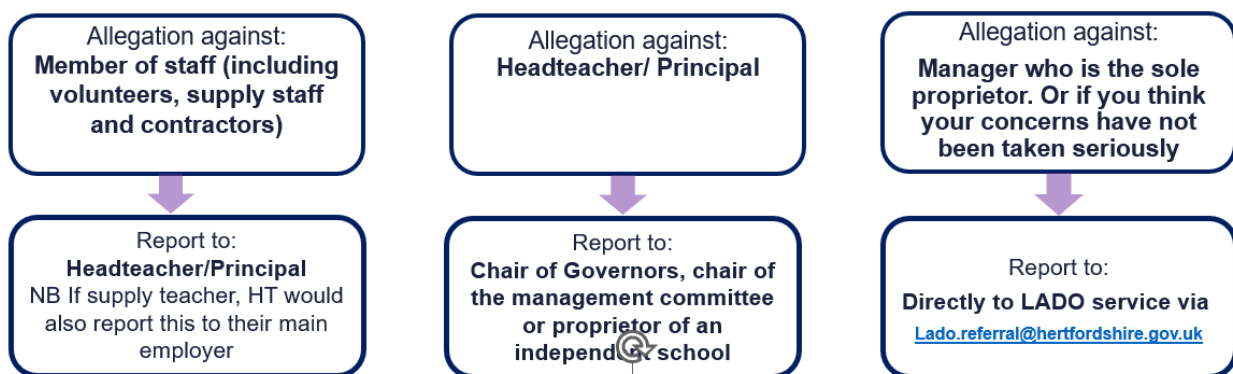 Allegation against:
Member of staff (including
volunteers, supply staff
and contractors)
Report to:
Headteacher/Principal
NB If supply teacher, HT would
also report this to their main
employer
Allegation against:
Headteacher/ Principal
Report to:
Chair of Governors, chair of
the management committee
or proprietor of an
independent school
Allegation against:
Manager who is the sole
proprietor. Or if you think
your concerns have not
been taken seriously
Report to:
Directly to LADO service via
Lado.referral@hertfordshire.gov.uk